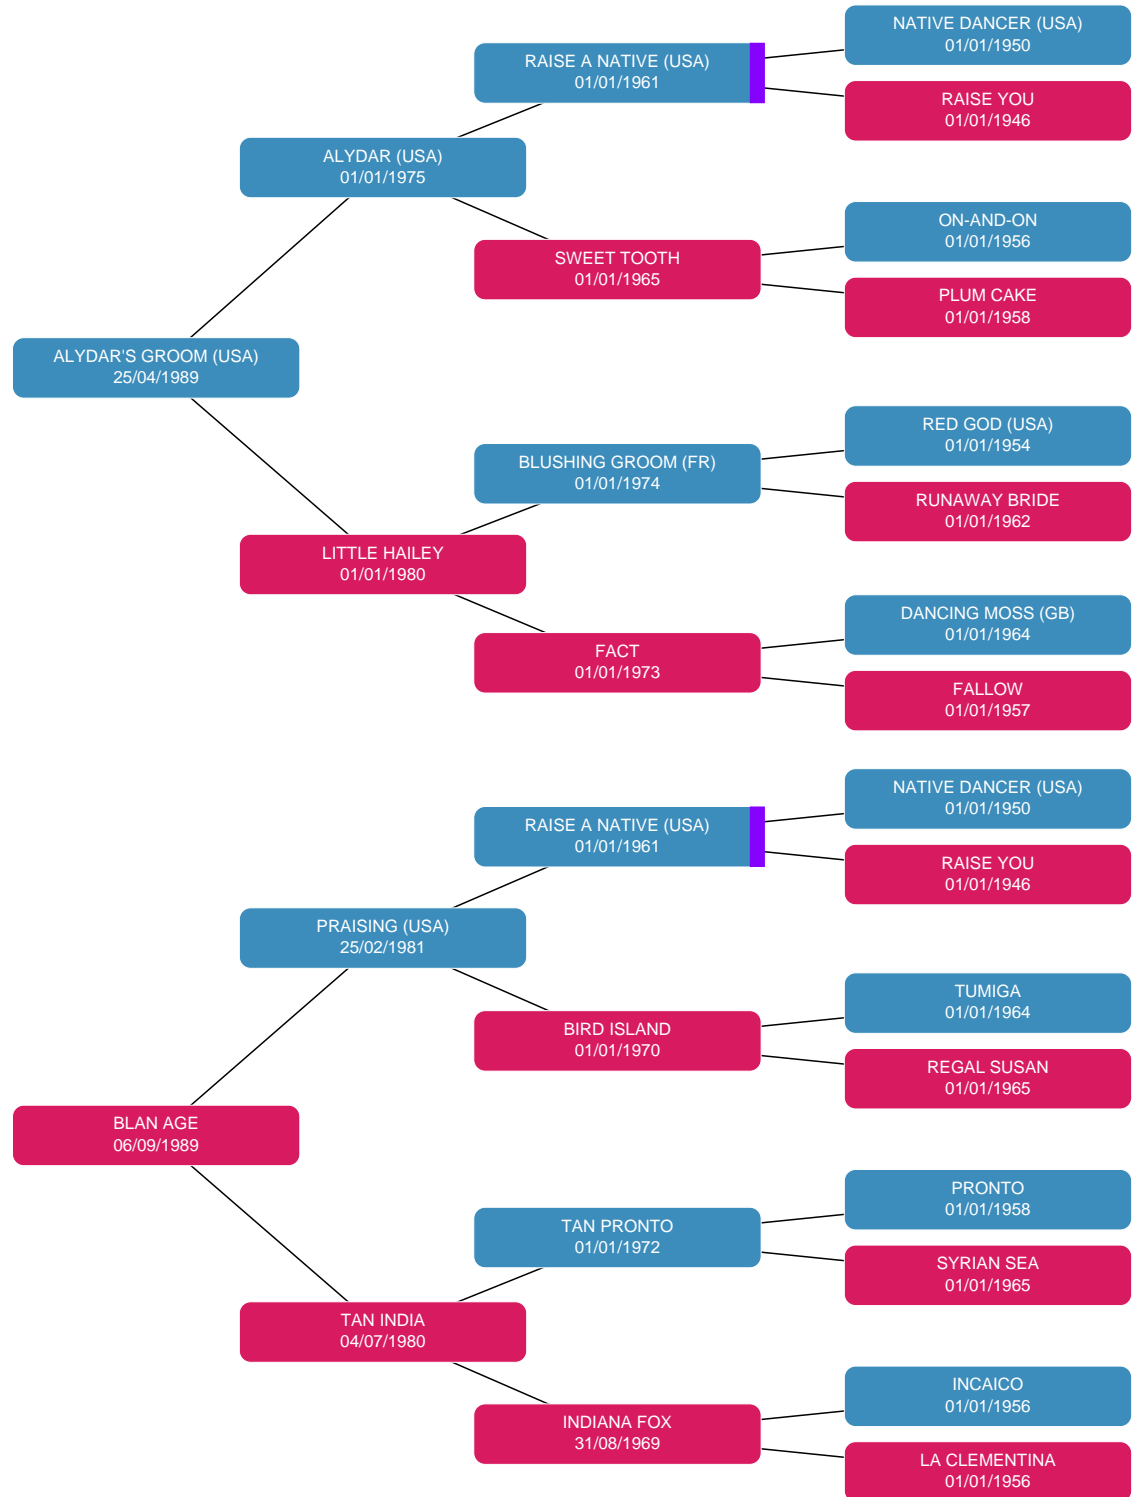 NATIVE DANCER (USA)
01/01/1950
RAISE A NATIVE (USA)
01/01/1961
RAISE YOU
01/01/1946
ALYDAR (USA)
01/01/1975
ON-AND-ON
01/01/1956
SWEET TOOTH
01/01/1965
PLUM CAKE
01/01/1958
ALYDAR'S GROOM (USA)
25/04/1989
RED GOD (USA)
01/01/1954
BLUSHING GROOM (FR)
01/01/1974
RUNAWAY BRIDE
01/01/1962
LITTLE HAILEY
01/01/1980
DANCING MOSS (GB)
01/01/1964
FACT
01/01/1973
FALLOW
01/01/1957
NATIVE DANCER (USA)
01/01/1950
RAISE A NATIVE (USA)
01/01/1961
RAISE YOU
01/01/1946
PRAISING (USA)
25/02/1981
TUMIGA
01/01/1964
BIRD ISLAND
01/01/1970
REGAL SUSAN
01/01/1965
BLAN AGE
06/09/1989
PRONTO
01/01/1958
TAN PRONTO
01/01/1972
SYRIAN SEA
01/01/1965
TAN INDIA
04/07/1980
INCAICO
01/01/1956
INDIANA FOX
31/08/1969
LA CLEMENTINA
01/01/1956